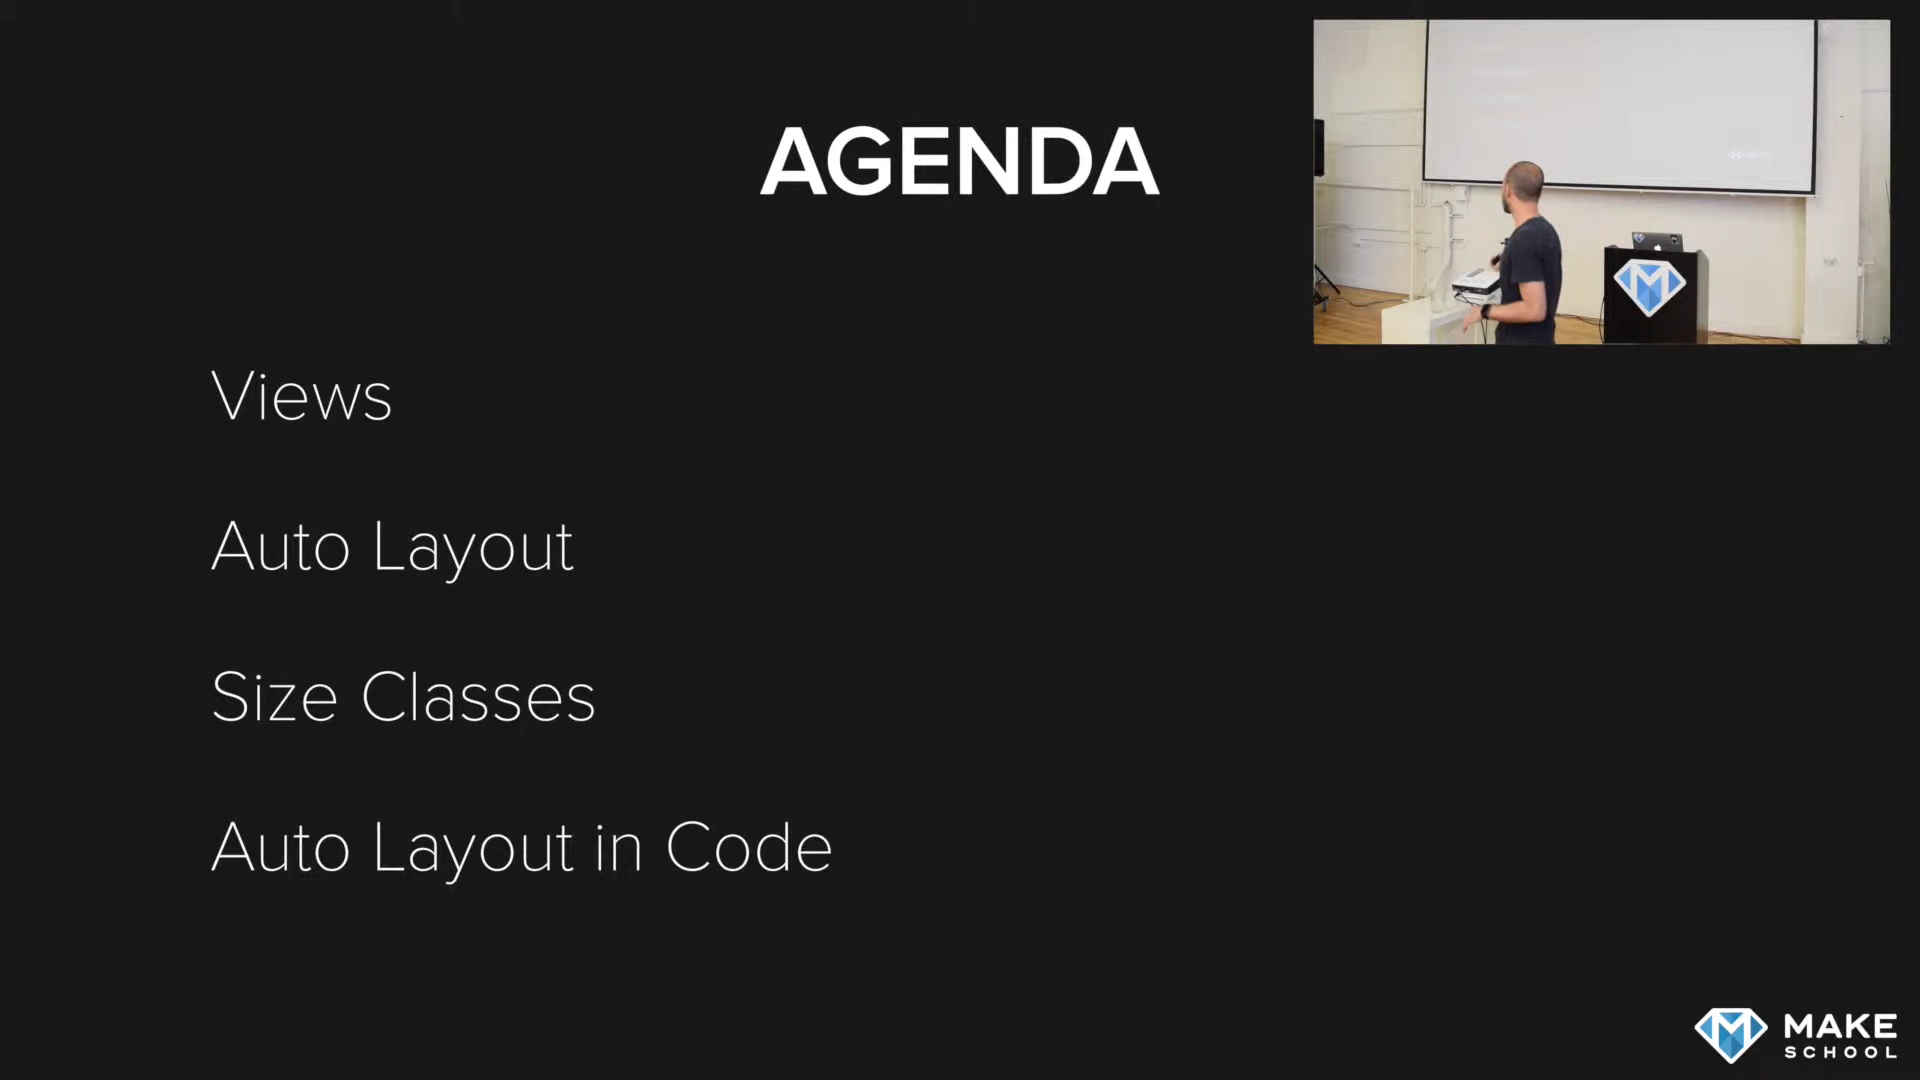 AGENDA
Views
Auto Layout
Size Classes
Auto Layout in Code
MAKE
SCHOOL